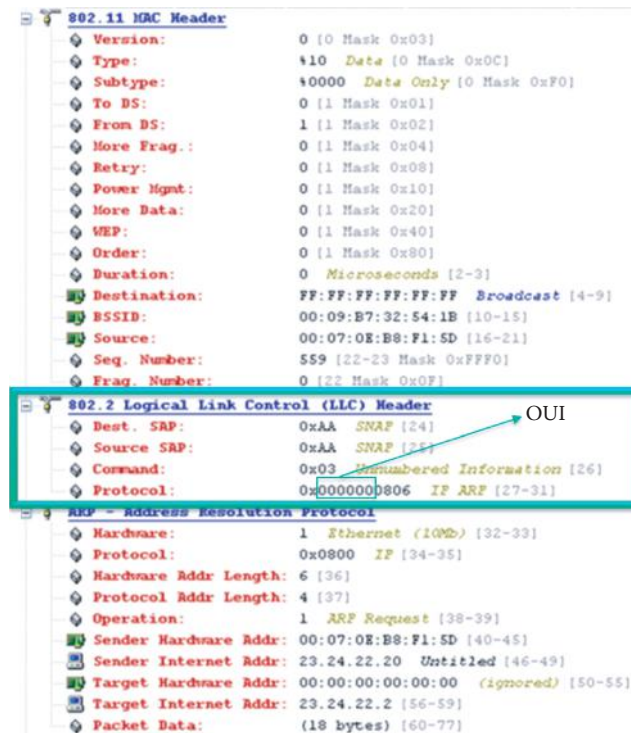 802.11 MAC Header
Version: 0 [0 Mask 0x03]
Type: %10 Data [0 Mask 0x0C]
Subtype: %0000 Data Only [0 Mask 0xF0]
To DS: 0 [1 Mask 0x01]
From DS: 1 [1 Mask 0x02]
More Frag.: 0 [1 Mask 0x04]
Retry: 0 [1 Mask 0x08]
Power Mgmt: 0 [1 Mask 0x10]
More Data: 0 [1 Mask 0x20]
WEP: 0 [1 Mask 0x40]
Order: 0 [1 Mask 0x80]
Duration: 0 Microseconds [2-3]
Destination: FF:FF:FF:FF:FF:FF Broadcast [4-9]
BSSID: 00:09:B7:32:54:1B [10-15]
Source: 00:07:0E:B8:F1:5D [16-21]
Seq. Number: 559 [22-23 Mask 0xFFF0]
Frag. Number: 0 [22 Mask 0x0F]
802.2 Logical Link Control (LLC) Header
OUI
Dest. SAP: 0xAA SNAP [24]
Source SAP: 0xAA SNAP [25]
Command: 0x03 Unnumbered Information [26]
Protocol: 0x0000000806 IP ARP [27-31]
ARP - Address Resolution Protocol
Hardware: 1 Ethernet (10Mb) [32-33]
Protocol: 0x0800 IP [34-35]
Hardware Addr Length: 6 [36]
Protocol Addr Length: 4 [37]
Operation: 1 ARP Request [38-39]
Sender Hardware Addr: 00:07:0E:B8:F1:5D [40-45]
Sender Internet Addr: 23.24.22.20 Untitled [46-49]
Target Hardware Addr: 00:00:00:00:00:00 (ignored) [50-55]
Target Internet Addr: 23.24.22.2 [56-59]
Packet Data: (18 bytes) [60-77]